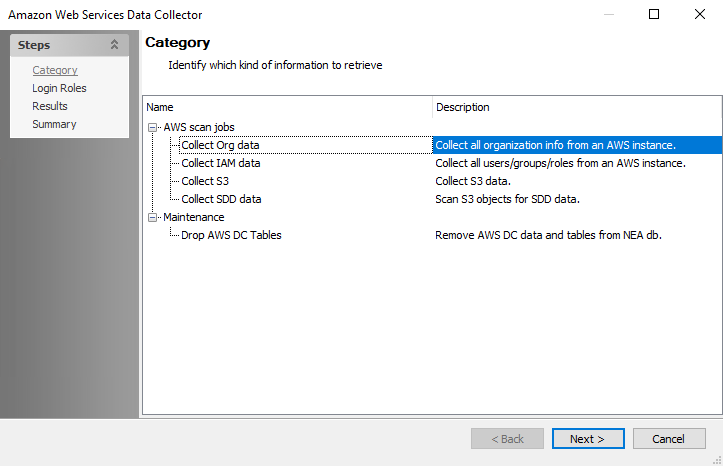 Amazon Web Services Data Collector
Steps
Category
Login Roles
Results
Summary
Category
Identify which kind of information to retrieve
Name Description
AWS scan jobs
Collect Org data Collect all organization info from an AWS instance.
Collect IAM data Collect all users/groups/roles from an AWS instance.
Collect S3 Collect S3 data.
Collect SDD data Scan S3 objects for SDD data.
Maintenance
Drop AWS DC Tables Remove AWS DC data and tables from NEA db.
< Back Next > Cancel